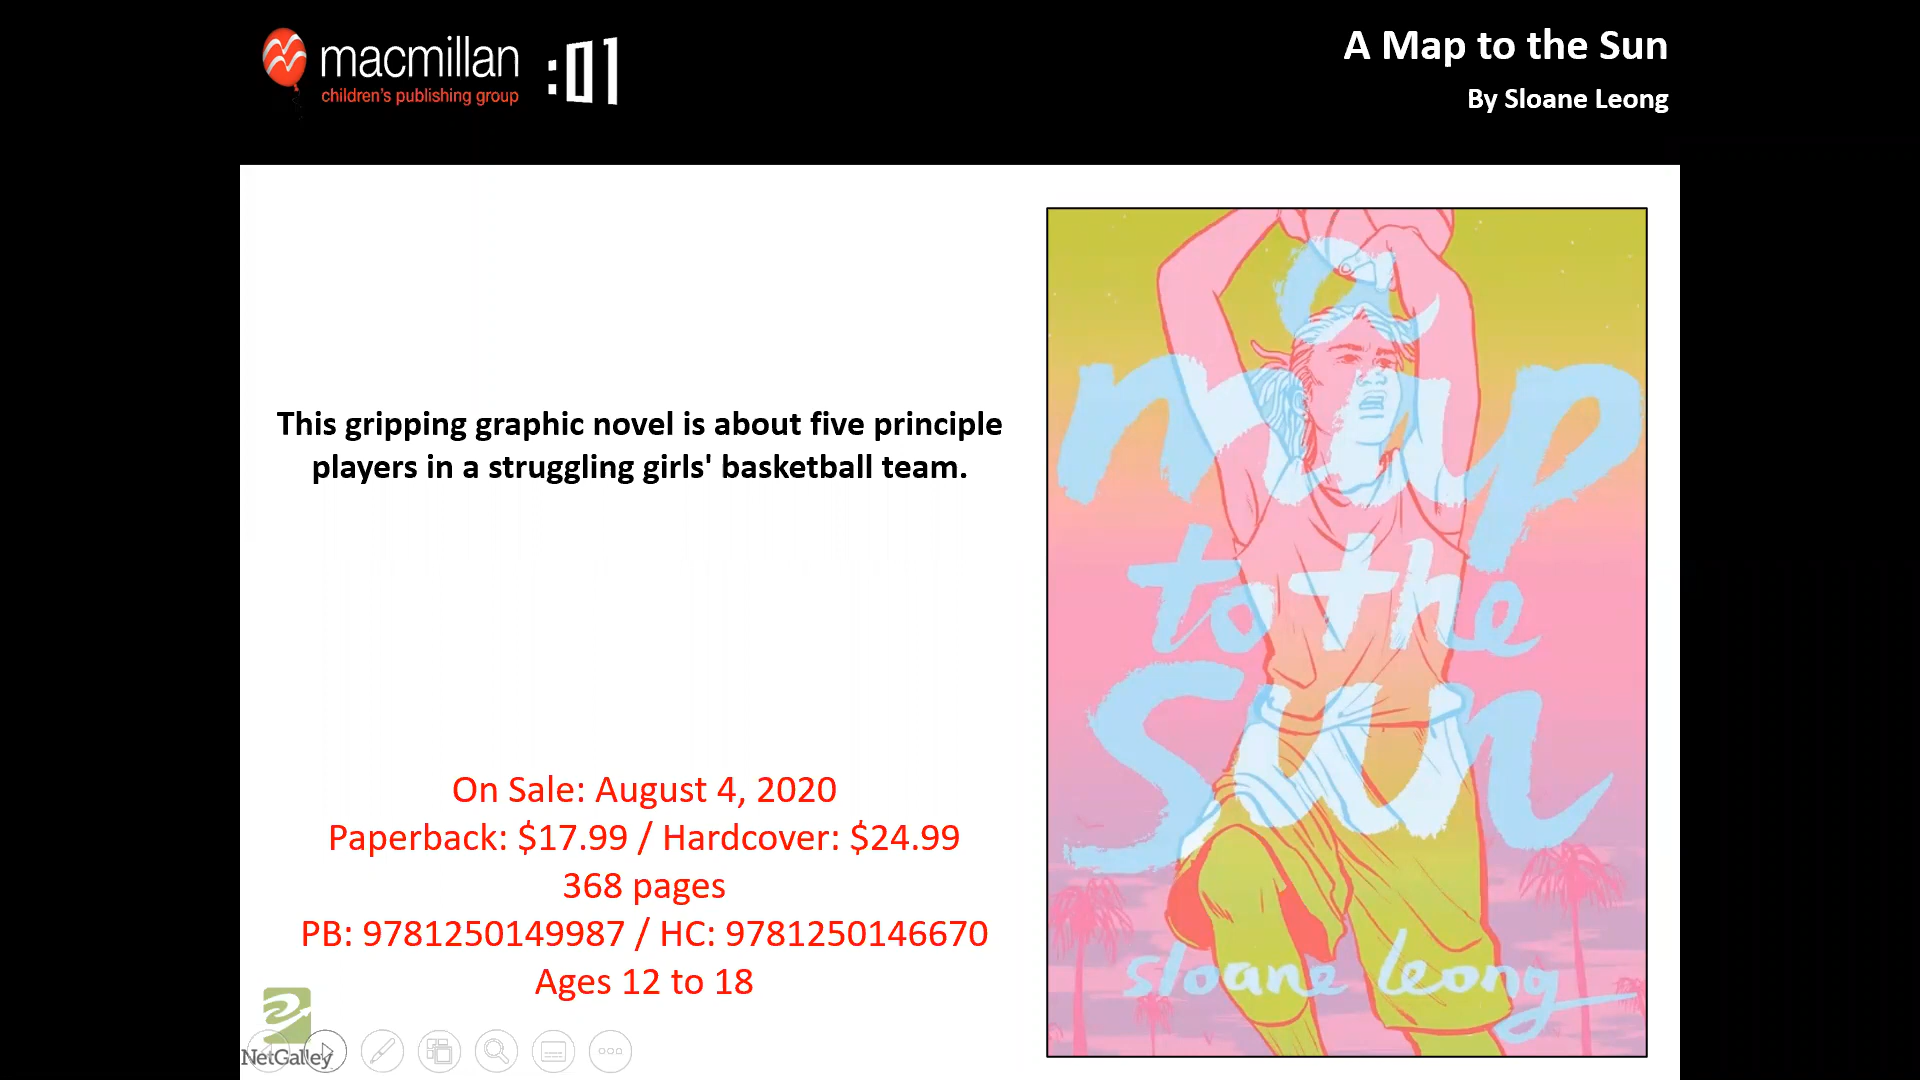 macmillan
children's publishing group
:01
A Map to the Sun
By Sloane Leong
This gripping graphic novel is about five principle
players in a struggling girls' basketball team.
On Sale: August 4, 2020
Paperback: $17.99 / Hardcover: $24.99
368 pages
PB: 9781250149987 / HC: 9781250146670
Ages 12 to 18
NetGalley
a
map
to the
sun
sloane leong